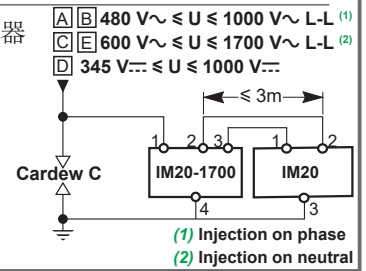 器
A B 480 V~ ≤ U ≤ 1000 V~ L-L (1)
C E 600 V~ ≤ U ≤ 1700 V~ L-L (2)
D 345 V⎓ ≤ U ≤ 1000 V⎓
≤ 3m
1 2 3 1 2
Cardew C
IM20-1700
IM20
4
3
(1) Injection on phase
(2) Injection on neutral